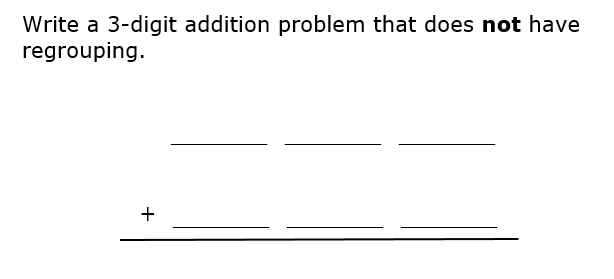 Write a 3-digit addition problem that does not have
regrouping.
+